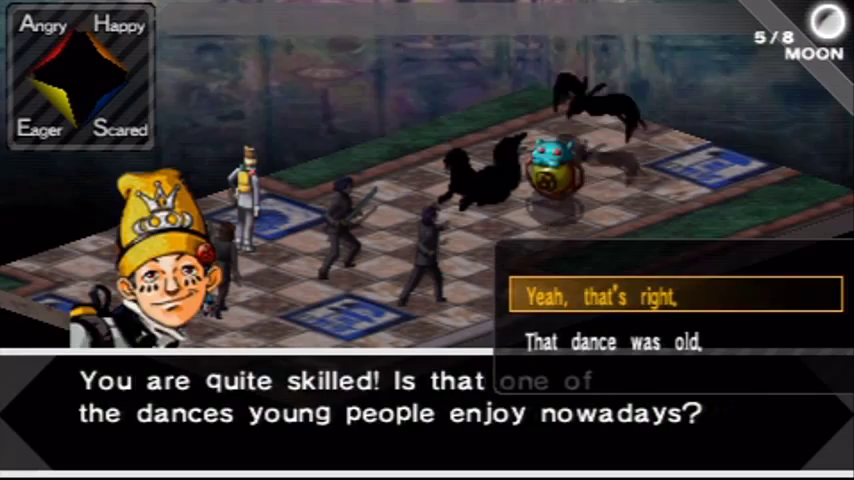 Angry Happy
Eager Scared
5/8
MOON
Yeah, that's right.
That dance was old.
You are quite skilled! Is that one of
the dances young people enjoy nowadays?